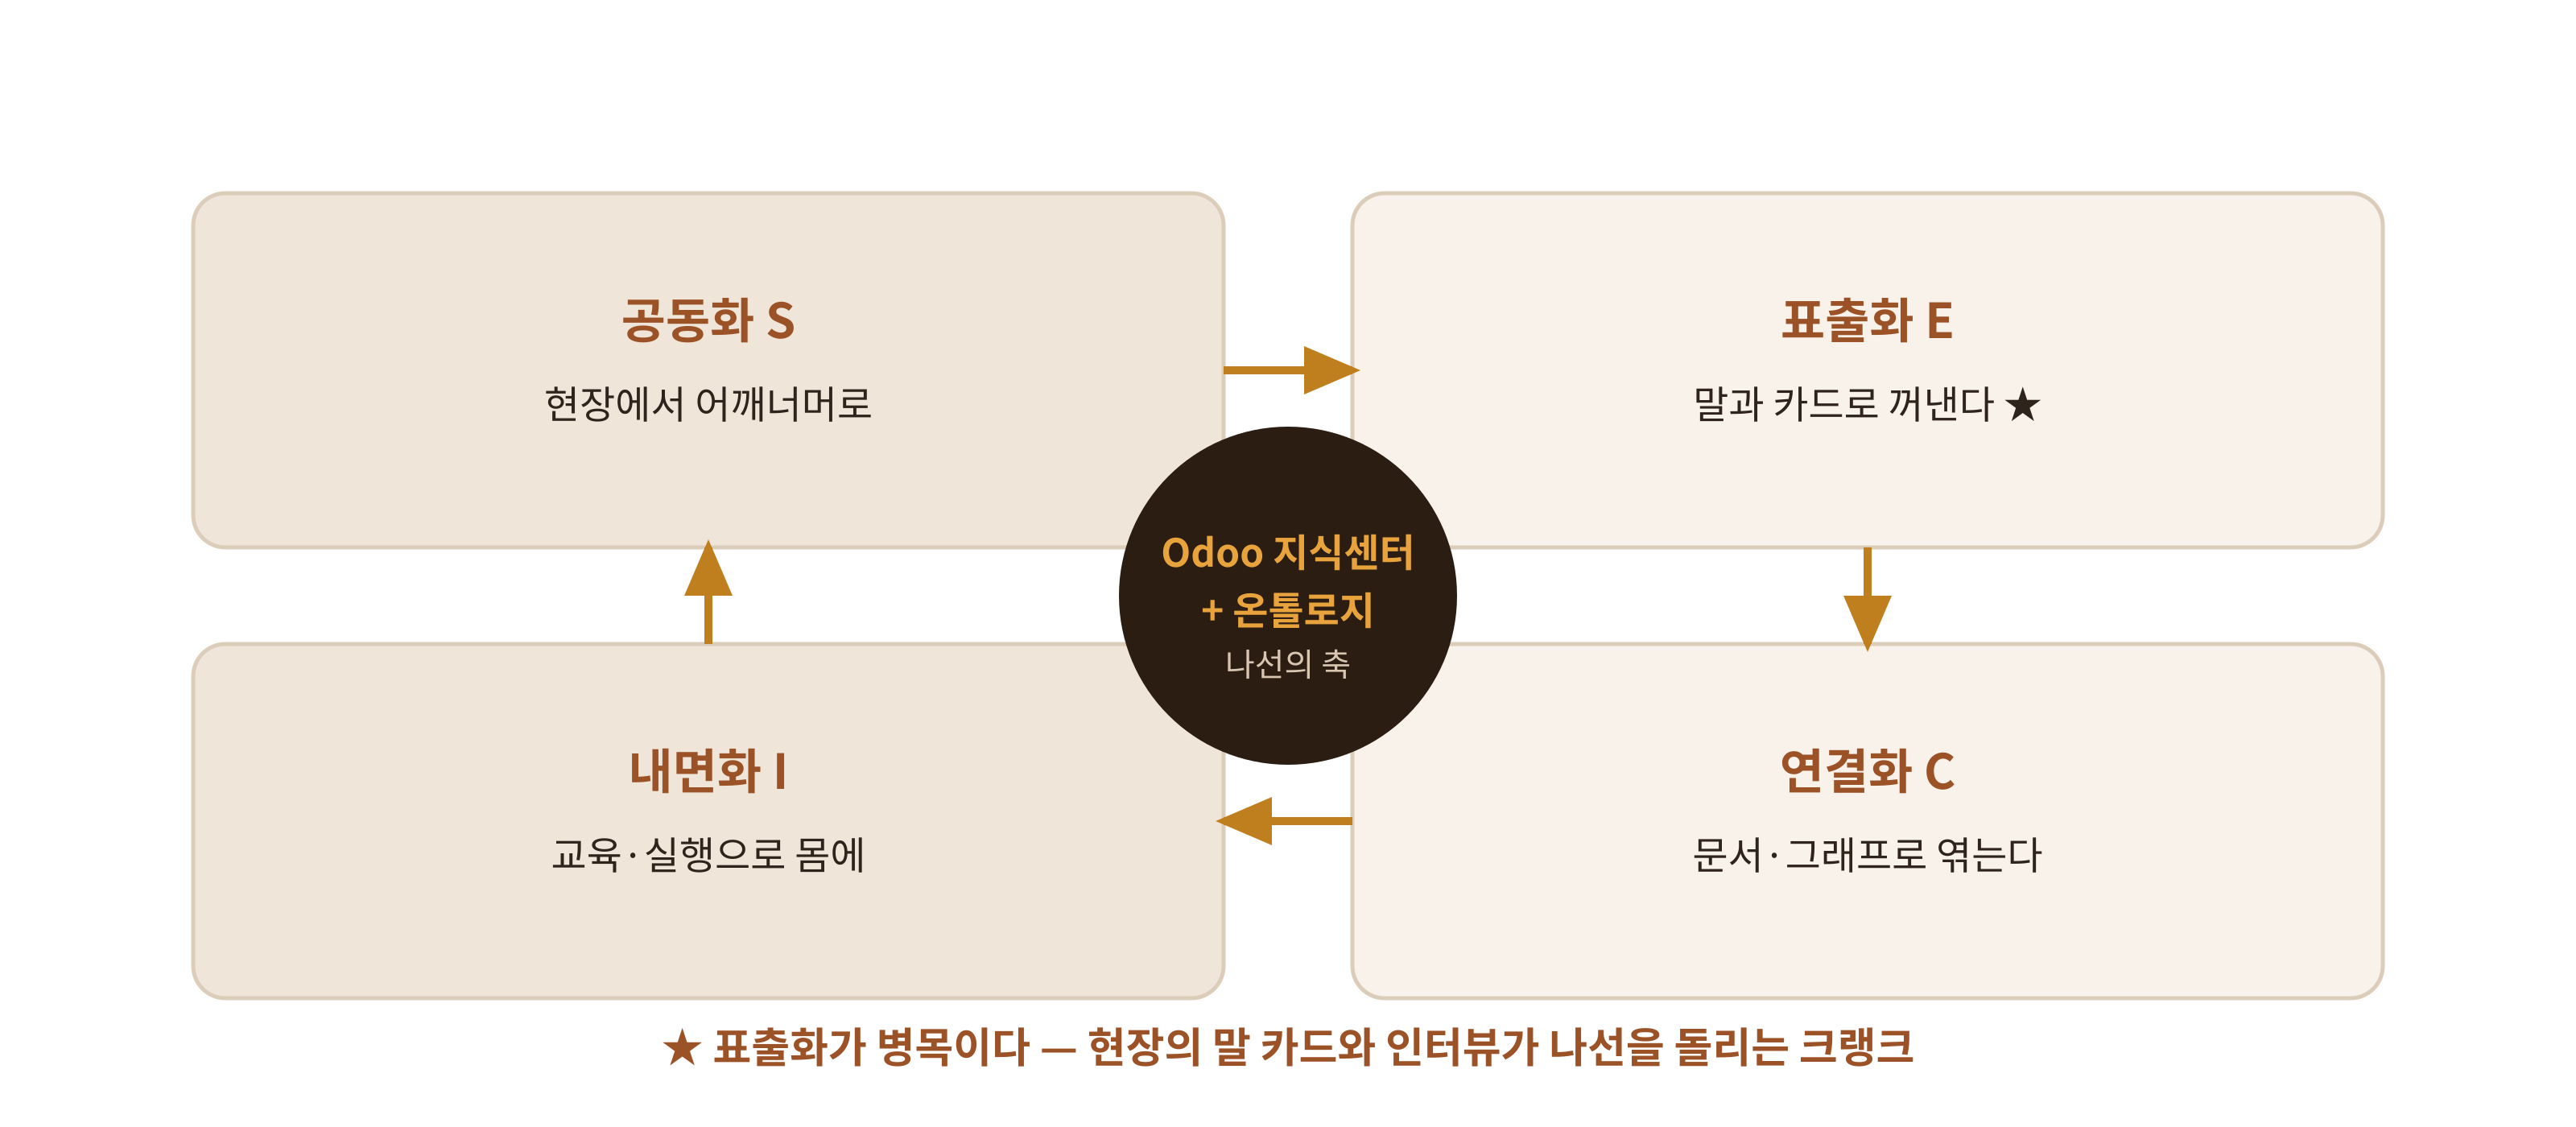 공동화 S
현장에서 어깨너머로
표출화 E
말과 카드로 꺼낸다 ★
Odoo 지식센터
+ 온톨로지
나선의 축
내면화 I
교육·실행으로 몸에
연결화 C
문서·그래프로 엮는다
★ 표출화가 병목이다 — 현장의 말 카드와 인터뷰가 나선을 돌리는 크랭크